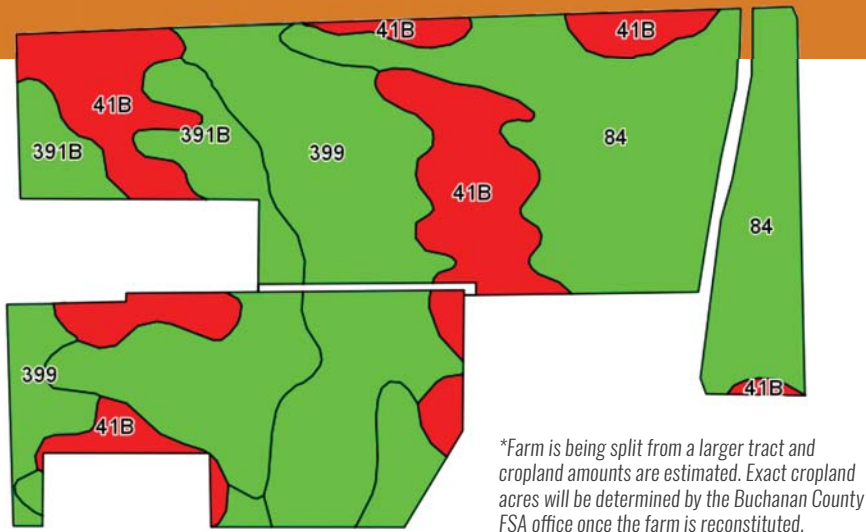 41B
41B
41B
391B
391B
399
84
41B
84
399
41B
41B
*Farm is being split from a larger tract and
cropland amounts are estimated. Exact cropland
acres will be determined by the Buchanan County
FSA office once the farm is reconstituted.